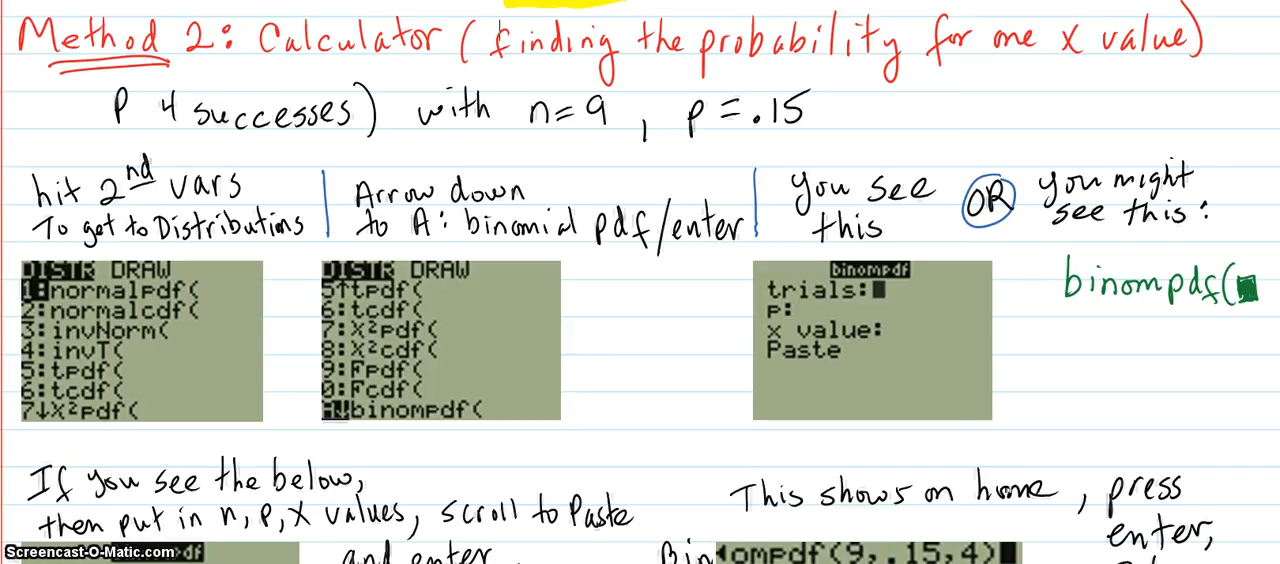 Method 2: Calculator (finding the probability for one x value)
P 4 successes) with n=9, p=.15
hit 2nd vars
To get to Distributions
Arrow down
to A: binomial pdf/enter
you see
this
OR
you might
see this:
DISTR DRAW
1:normalpdf(
2:normalcdf(
3:invNorm(
4:invT(
5:tpdf(
6:tcdf(
7↓X²pdf(
DISTR DRAW
5↑tpdf(
6:tcdf(
7:X²pdf(
8:X²cdf(
9:Fpdf(
0:Fcdf(
A↓binompdf(
binompdf
trials:
p:
x value:
Paste
binompdf(
If you see the below,
then put in n, p, x values, scroll to Paste
and enter
This shows on home, press
enter,
Bin
ompdf(9,.15,4)
Screencast-O-Matic.com